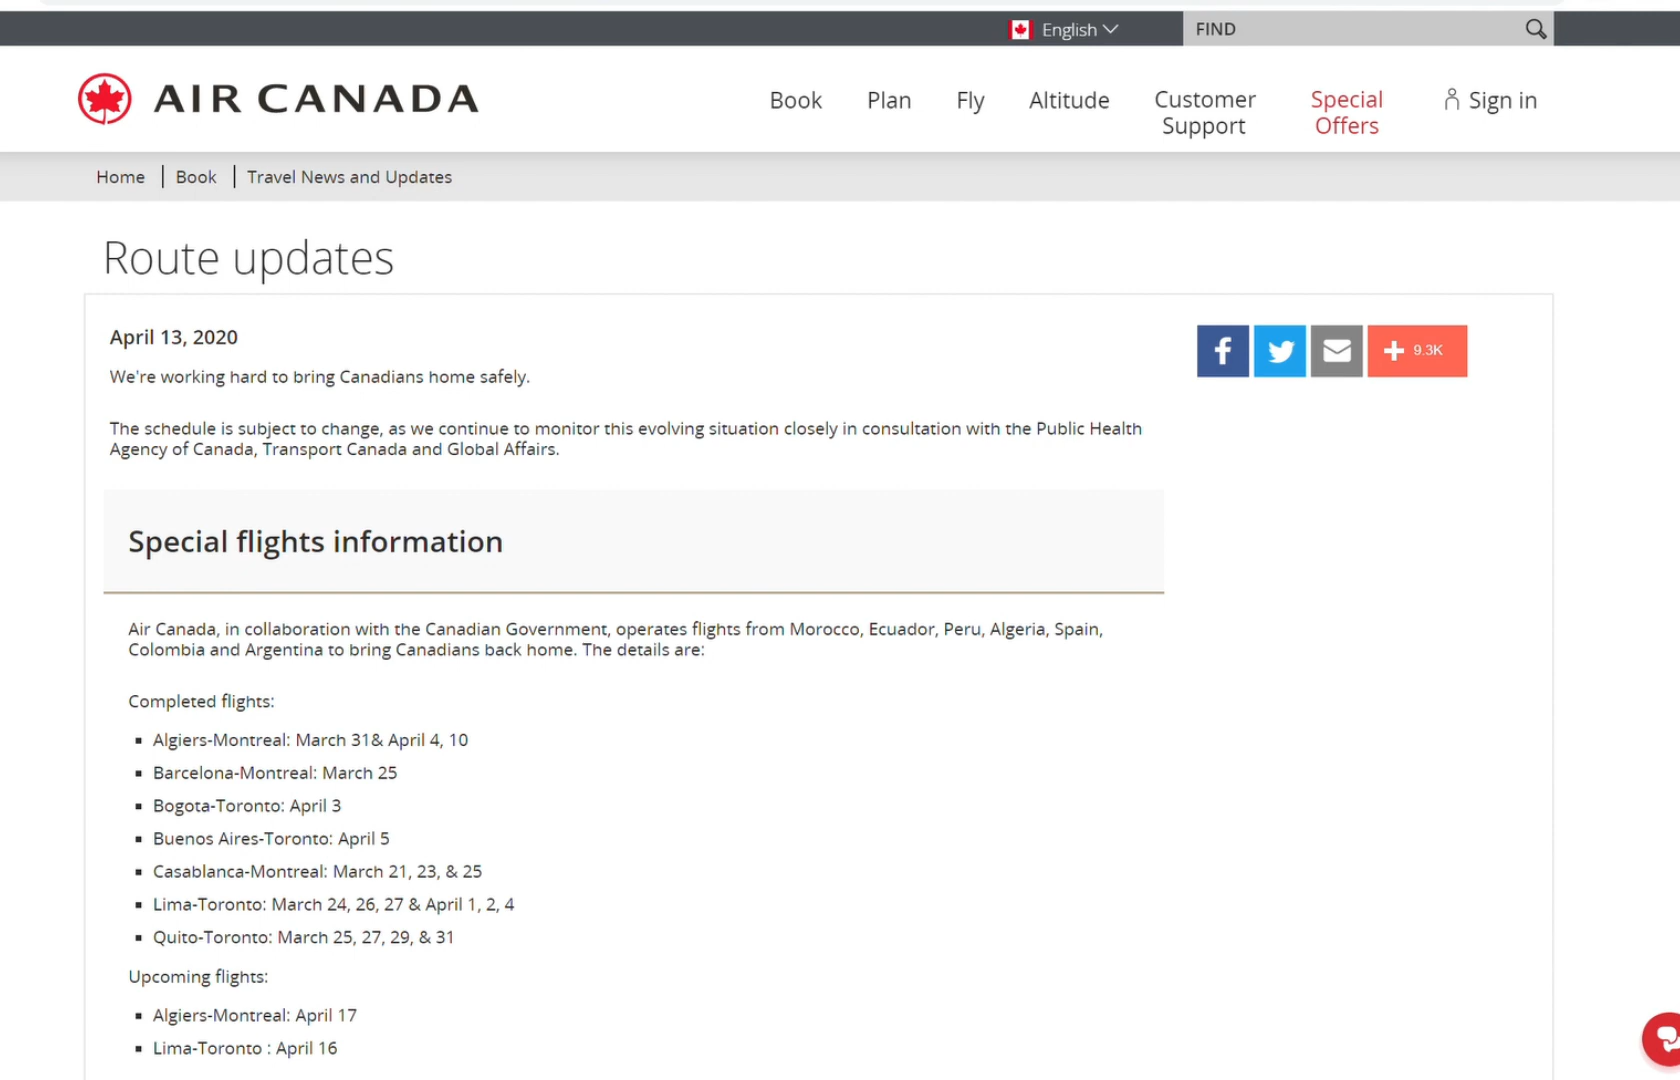 English
FIND
AIR CANADA
Book
Plan
Fly
Altitude
Customer
Support
Special
Offers
Sign in
Home
Book
Travel News and Updates
Route updates
April 13, 2020
9.3K
We're working hard to bring Canadians home safely.
The schedule is subject to change, as we continue to monitor this evolving situation closely in consultation with the Public Health
Agency of Canada, Transport Canada and Global Affairs.
Special flights information
Air Canada, in collaboration with the Canadian Government, operates flights from Morocco, Ecuador, Peru, Algeria, Spain,
Colombia and Argentina to bring Canadians back home. The details are:
Completed flights:
Algiers-Montreal: March 31& April 4, 10
Barcelona-Montreal: March 25
Bogota-Toronto: April 3
Buenos Aires-Toronto: April 5
Casablanca-Montreal: March 21, 23, & 25
Lima-Toronto: March 24, 26, 27 & April 1, 2, 4
Quito-Toronto: March 25, 27, 29, & 31
Upcoming flights:
Algiers-Montreal: April 17
Lima-Toronto : April 16